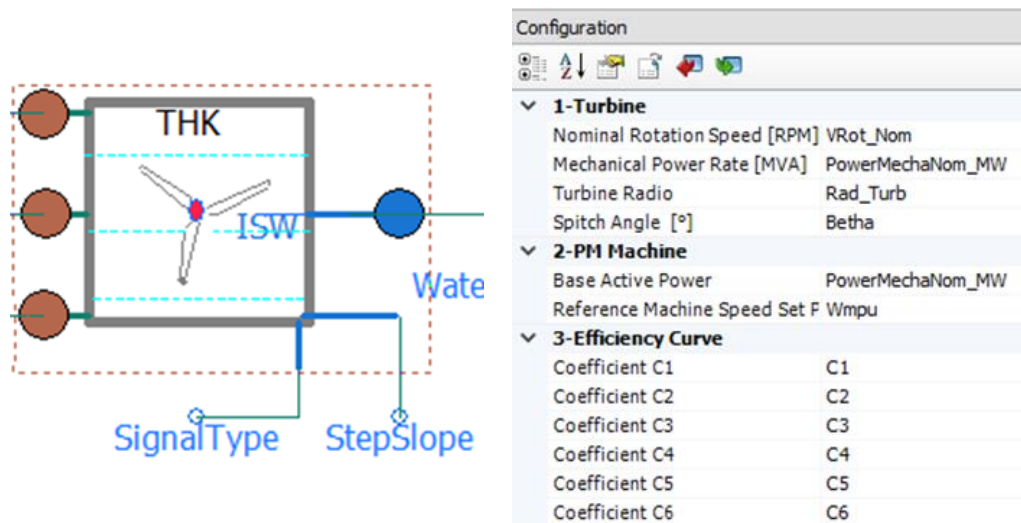 THK
ISW
Wate
SignalType
StepSlope
Configuration
1-Turbine
Nominal Rotation Speed [RPM] VRot_Nom
Mechanical Power Rate [MVA] PowerMechaNom_MW
Turbine Radio Rad_Turb
Spitch Angle [°] Betha
2-PM Machine
Base Active Power PowerMechaNom_MW
Reference Machine Speed Set P Wmpu
3-Efficiency Curve
Coefficient C1 C1
Coefficient C2 C2
Coefficient C3 C3
Coefficient C4 C4
Coefficient C5 C5
Coefficient C6 C6